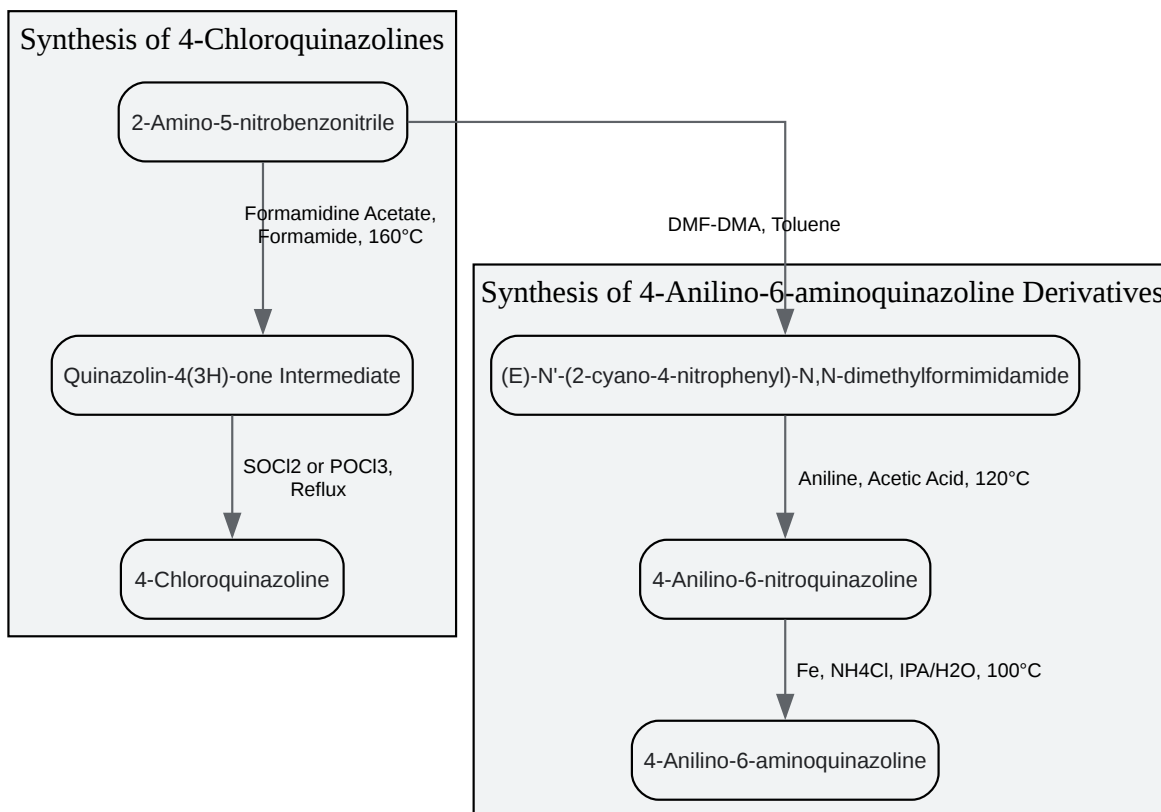 Synthesis of 4-Chloroquinazolines
2-Amino-5-nitrobenzonitrile
Formamidine Acetate,
Formamide, 160°C
DMF-DMA, Toluene
Synthesis of 4-Anilino-6-aminoquinazoline Derivatives
Quinazolin-4(3H)-one Intermediate
(E)-N'-(2-cyano-4-nitrophenyl)-N,N-dimethylformimidamide
SOCl2 or POCl3,
Reflux
Aniline, Acetic Acid, 120°C
4-Chloroquinazoline
4-Anilino-6-nitroquinazoline
Fe, NH4Cl, IPA/H2O, 100°C
4-Anilino-6-aminoquinazoline